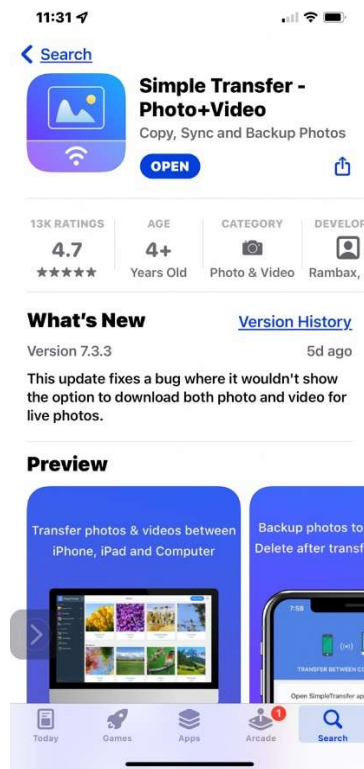 11:31
Search
Simple Transfer -
Photo+Video
Copy, Sync and Backup Photos
OPEN
13K RATINGS
4.7
★★★★★
AGE
4+
Years Old
CATEGORY
Photo & Video
DEVELOP
Rambax,
What's New
Version History
Version 7.3.3
5d ago
This update fixes a bug where it wouldn't show
the option to download both photo and video for
live photos.
Preview
Transfer photos & videos between
iPhone, iPad and Computer
Backup photos to
Delete after transf
7:58
TRANSFER BETWEEN CO
Open SimpleTransfer ap
Today
Games
Apps
Arcade
1
Search